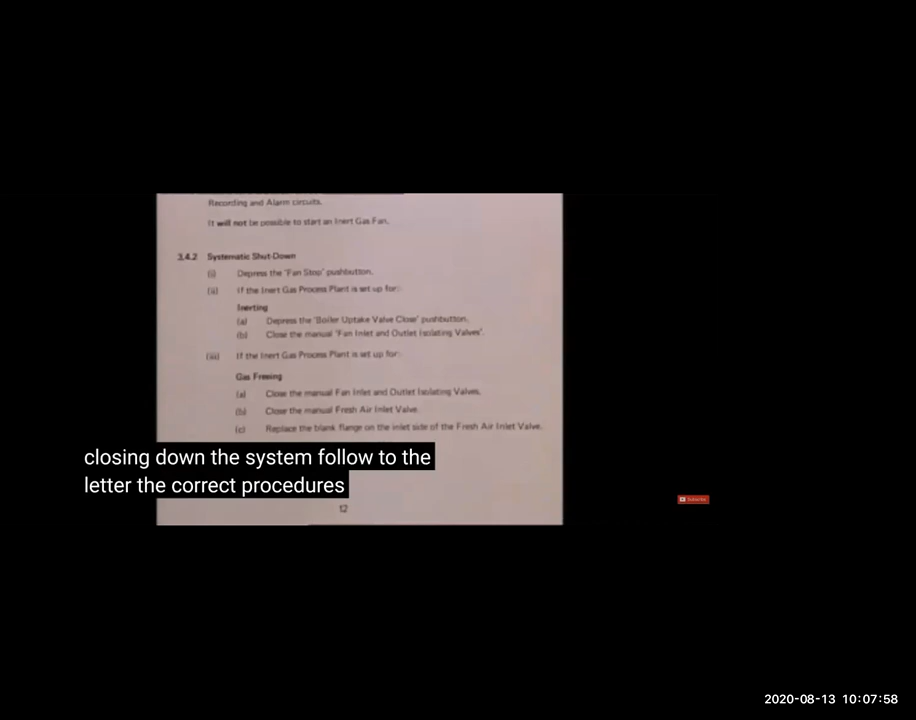 Recording and Alarm circuits.
It will not be possible to start an Inert Gas Fan.
3.4.2 Systematic Shut-Down
(i) Depress the 'Fan Stop' pushbutton.
(ii) If the Inert Gas Process Plant is set up for:-
Inerting
(a) Depress the 'Boiler Uptake Valve Close' pushbutton.
(b) Close the manual 'Fan Inlet and Outlet Isolating Valves'.
(iii) If the Inert Gas Process Plant is set up for:-
Gas Freeing
(a) Close the manual Fan Inlet and Outlet Isolating Valves.
(b) Close the manual Fresh Air Inlet Valve.
(c) Replace the blank flange on the inlet side of the Fresh Air Inlet Valve.
closing down the system follow to the
letter the correct procedures
Subscribe
12
2020-08-13 10:07:58